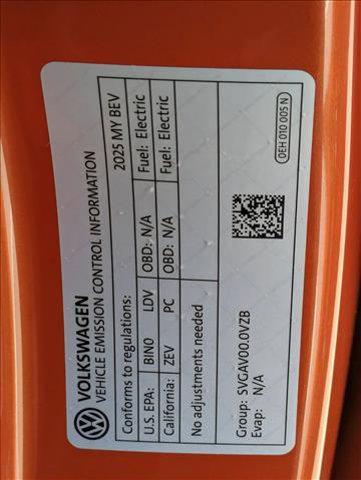 VOLKSWAGEN
VEHICLE EMISSION CONTROL INFORMATION
Conforms to regulations: 2025 MY BEV
U.S. EPA: BIN0 LDV OBD: N/A Fuel: Electric
California: ZEV PC OBD: N/A Fuel: Electric
No adjustments needed
Group: SVGAV00.0VZB
Evap: N/A
0EH 010 005 N